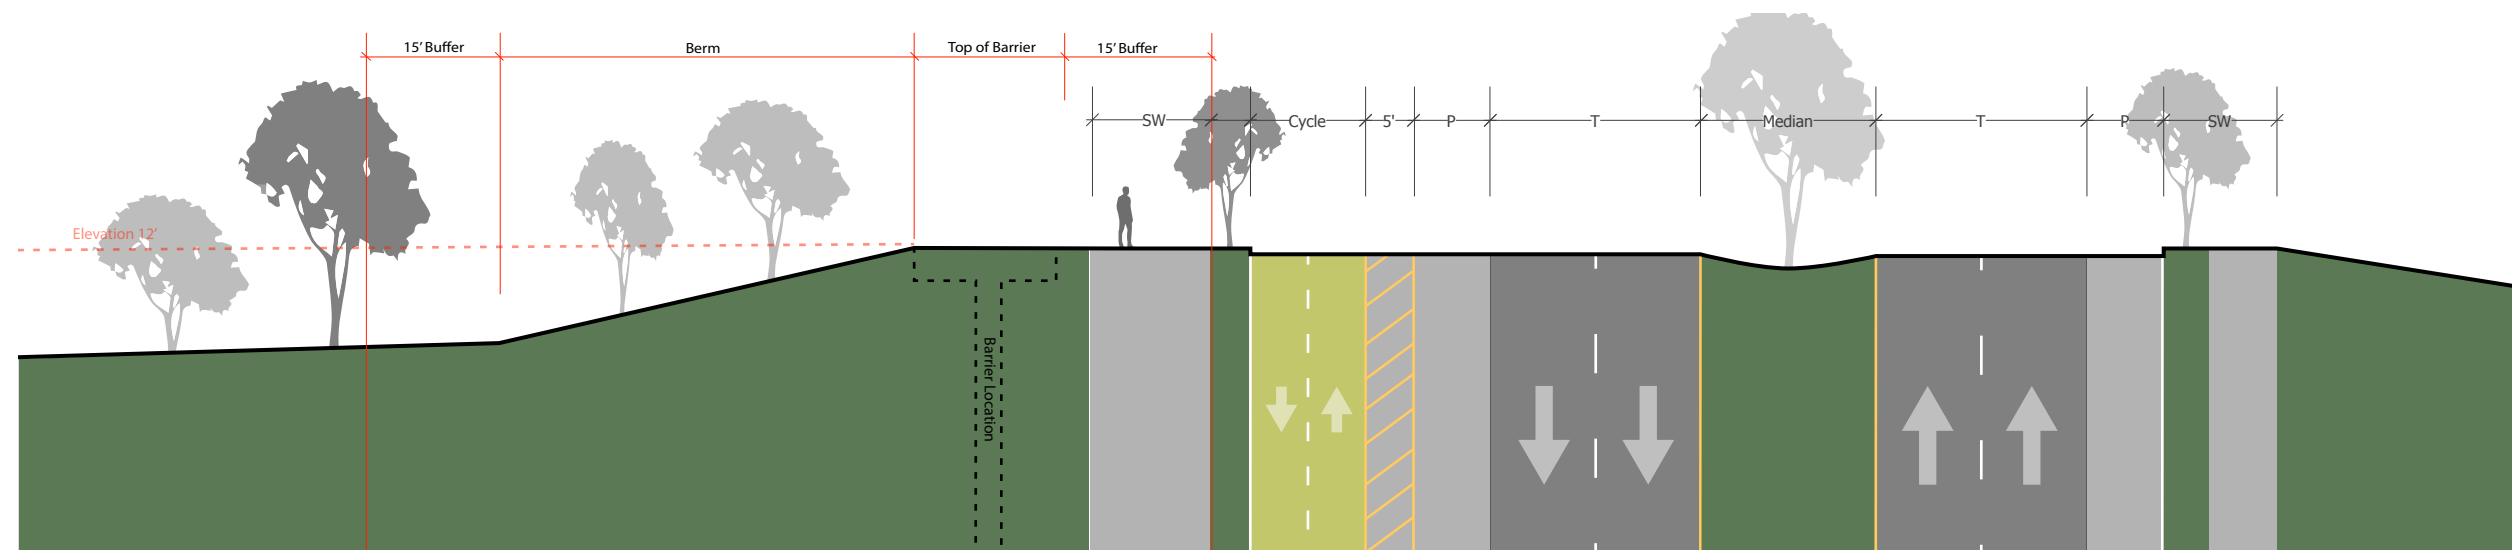 15’ Buffer
Berm
Top of Barrier
15’ Buffer
SW
Cycle
5'
P
T
Median
T
P
SW
Elevation 12’
Barrier Location